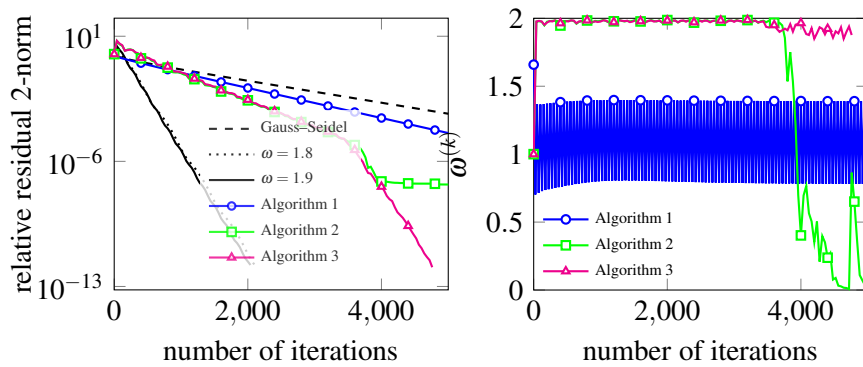 relative residual 2-norm
10^1
10^−6
10^−13
0
2,000
4,000
number of iterations
Gauss–Seidel
ω = 1.8
ω = 1.9
Algorithm 1
Algorithm 2
Algorithm 3
ω^(k)
2
1.5
1
0.5
0
0
2,000
4,000
number of iterations
Algorithm 1
Algorithm 2
Algorithm 3